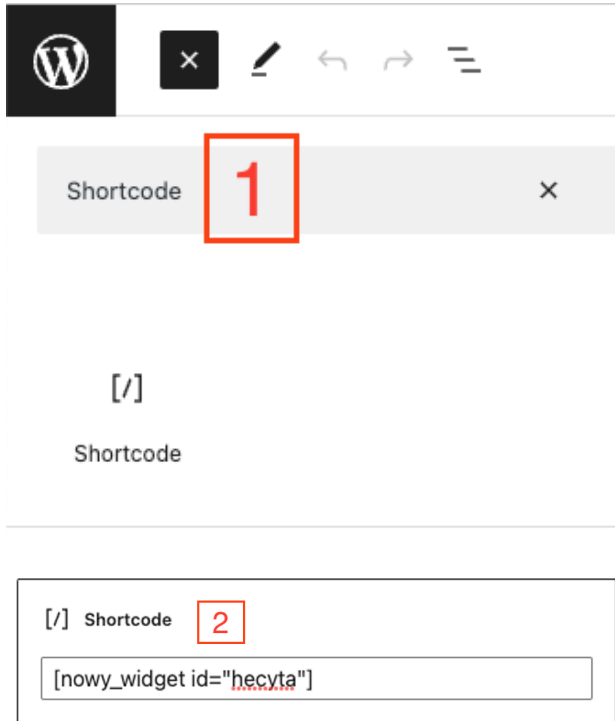 Shortcode 1
[/]
Shortcode
[/] Shortcode 2
[nowy_widget id="hecyta"]